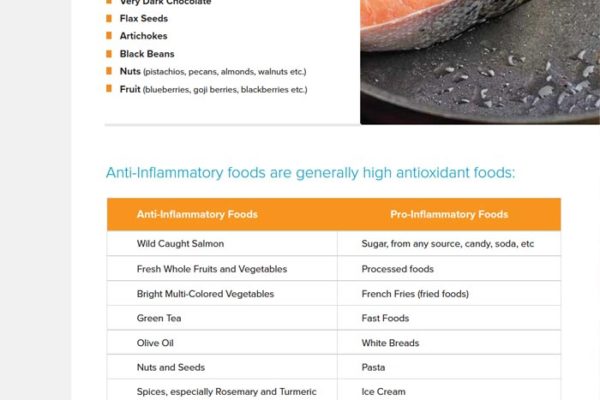 Very Dark Chocolate
Flax Seeds
Artichokes
Black Beans
Nuts (pistachios, pecans, almonds, walnuts etc.)
Fruit (blueberries, goji berries, blackberries etc.)
Anti-Inflammatory foods are generally high antioxidant foods:
Anti-Inflammatory Foods Pro-Inflammatory Foods
Wild Caught Salmon Sugar, from any source, candy, soda, etc
Fresh Whole Fruits and Vegetables Processed foods
Bright Multi-Colored Vegetables French Fries (fried foods)
Green Tea Fast Foods
Olive Oil White Breads
Nuts and Seeds Pasta
Spices, especially Rosemary and Turmeric Ice Cream